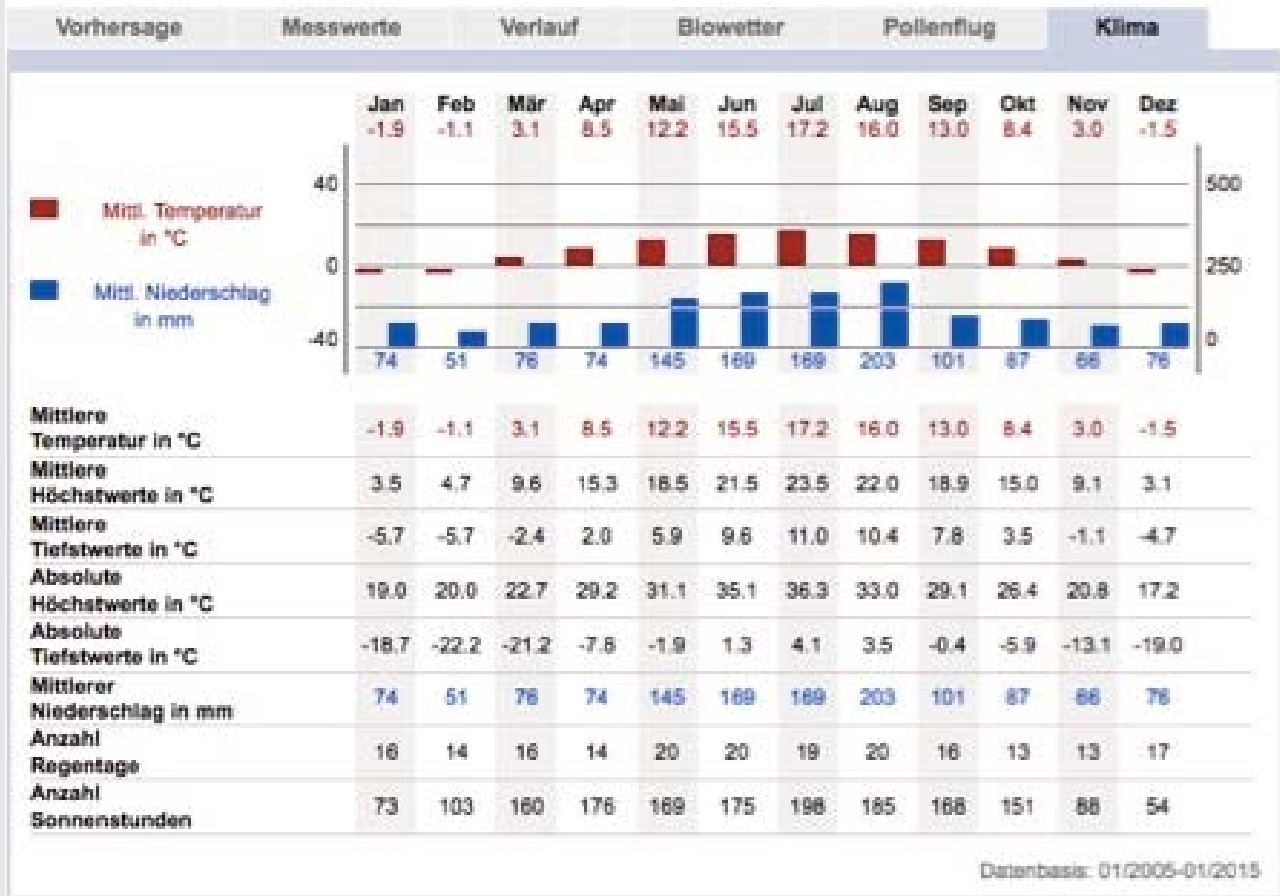 Vorhersage Messwerte Verlauf Biowetter Pollenflug Klima
Jan Feb Mär Apr Mai Jun Jul Aug Sep Okt Nov Dez
-1.9 -1.1 3.1 8.5 12.2 15.5 17.2 16.0 13.0 8.4 3.0 -1.5
40 500
Mittl. Temperatur
in °C
0 250
Mittl. Niederschlag
in mm
-40 0
74 51 76 74 145 169 169 203 101 87 66 76
Mittlere
Temperatur in °C -1.9 -1.1 3.1 8.5 12.2 15.5 17.2 16.0 13.0 8.4 3.0 -1.5
Mittlere
Höchstwerte in °C 3.5 4.7 9.6 15.3 18.5 21.5 23.5 22.0 18.9 15.0 9.1 3.1
Mittlere
Tiefstwerte in °C -5.7 -5.7 -2.4 2.0 5.9 9.6 11.0 10.4 7.8 3.5 -1.1 -4.7
Absolute
Höchstwerte in °C 19.0 20.0 22.7 29.2 31.1 35.1 36.3 33.0 29.1 26.4 20.8 17.2
Absolute
Tiefstwerte in °C -18.7 -22.2 -21.2 -7.8 -1.9 1.3 4.1 3.5 -0.4 -5.9 -13.1 -19.0
Mittlerer
Niederschlag in mm 74 51 76 74 145 169 169 203 101 87 66 76
Anzahl
Regentage 16 14 16 14 20 20 19 20 16 13 13 17
Anzahl
Sonnenstunden 73 103 160 176 169 175 198 185 168 151 88 54
Datenbasis: 01/2005-01/2015